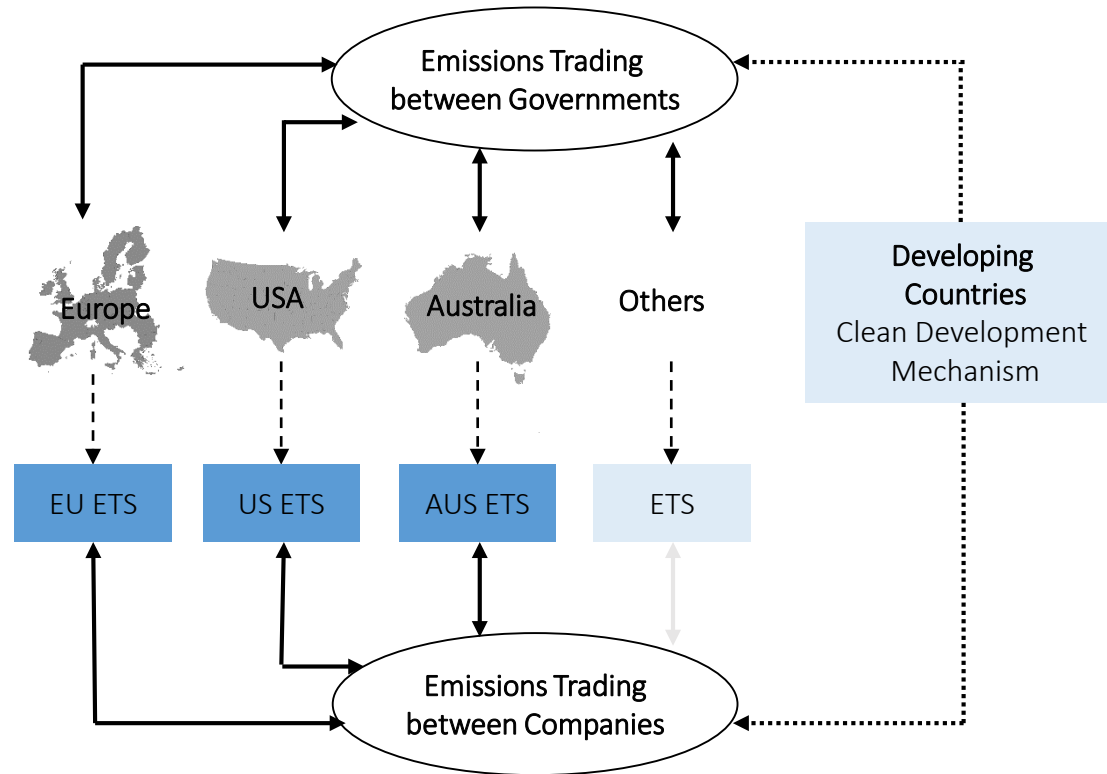 Emissions Trading
between Governments
Europe
USA
Australia
Others
Developing
Countries
Clean Development
Mechanism
EU ETS
US ETS
AUS ETS
ETS
Emissions Trading
between Companies